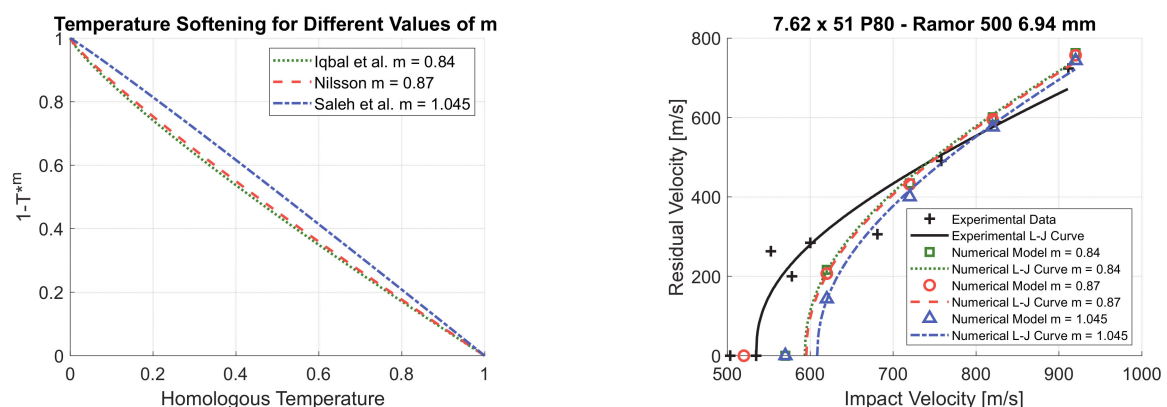 Temperature Softening for Different Values of m
1
0.8
0.6
0.4
0.2
0
1-T*^m
0
0.2
0.4
0.6
0.8
1
Homologous Temperature
Iqbal et al. m = 0.84
Nilsson m = 0.87
Saleh et al. m = 1.045
7.62 x 51 P80 - Ramor 500 6.94 mm
800
600
400
200
0
Residual Velocity [m/s]
500
600
700
800
900
1000
Impact Velocity [m/s]
Experimental Data
Experimental L-J Curve
Numerical Model m = 0.84
Numerical L-J Curve m = 0.84
Numerical Model m = 0.87
Numerical L-J Curve m = 0.87
Numerical Model m = 1.045
Numerical L-J Curve m = 1.045